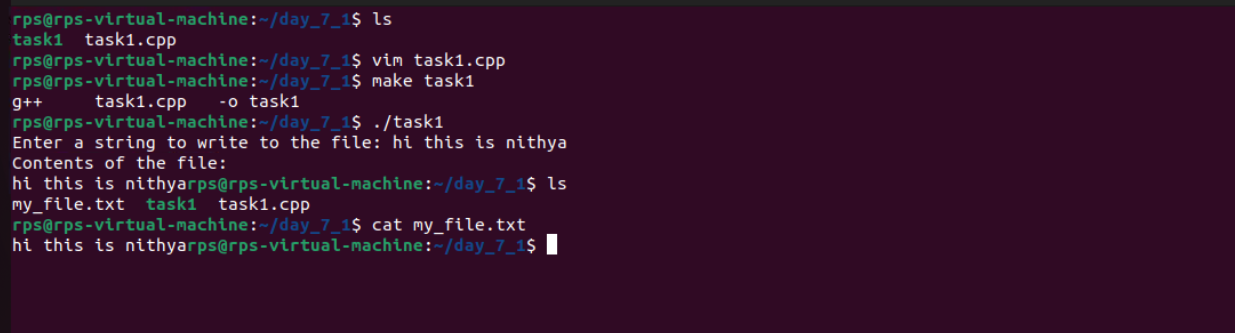 rps@rps-virtual-machine:~/day_7_1$ ls
task1  task1.cpp
rps@rps-virtual-machine:~/day_7_1$ vim task1.cpp
rps@rps-virtual-machine:~/day_7_1$ make task1
g++     task1.cpp   -o task1
rps@rps-virtual-machine:~/day_7_1$ ./task1
Enter a string to write to the file: hi this is nithya
Contents of the file:
hi this is nithyarps@rps-virtual-machine:~/day_7_1$ ls
my_file.txt  task1  task1.cpp
rps@rps-virtual-machine:~/day_7_1$ cat my_file.txt
hi this is nithyarps@rps-virtual-machine:~/day_7_1$